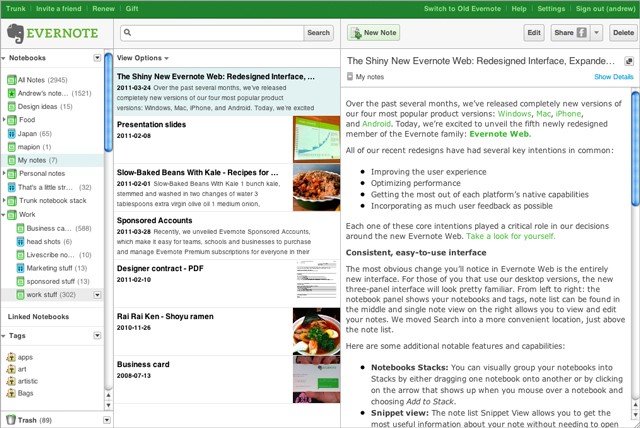 Trunk Invite a friend Renew Gift Switch to Old Evernote Help Settings Sign out (andrew)
EVERNOTE
Search
New Note
Edit Share Delete
Notebooks
All Notes (2945)
Andrew's note... (1521)
Design ideas (15)
Food
Japan (65)
mapion (1)
My notes (7)
Personal notes
That's a little str... (32)
Trunk notebook stack
Work
Business ca... (588)
head shots (6)
Livescribe no... (10)
Marketing stuff (13)
sponsored stuff (13)
work stuff (302)
Linked Notebooks
Tags
apps
art
artistic
Bags
Trash (89)
View Options
The Shiny New Evernote Web: Redesigned Interface, ...
2011-03-24 Over the past several months, we've released
completely new versions of our four most popular product
versions: Windows, Mac, iPhone, and Android. Today, we're excited
Presentation slides
2011-02-08
Slow-Baked Beans With Kale - Recipes for ...
2011-02-01 Slow-Baked Beans With Kale 1 bunch kale,
stemmed and washed in two changes of water 3
tablespoons extra virgin olive oil 1 medium onion,
Sponsored Accounts
2011-03-28 Recently, we unveiled Evernote Sponsored Accounts,
which make it easy for teams, schools and businesses to purchase
and manage Evernote Premium subscriptions for everyone in their
Designer contract - PDF
2011-02-10
Rai Rai Ken - Shoyu ramen
2010-11-26
Business card
2008-07-13
The Shiny New Evernote Web: Redesigned Interface, Expande...
My notes Show Details
Over the past several months, we've released completely new versions of
our four most popular product versions: Windows, Mac, iPhone,
and Android. Today, we're excited to unveil the fifth newly redesigned
member of the Evernote family: Evernote Web.
All of our recent redesigns have had several key intentions in common:
Improving the user experience
Optimizing performance
Getting the most out of each platform's native capabilities
Incorporating as much user feedback as possible
Each one of these core intentions played a critical role in our decisions
around the new Evernote Web. Take a look for yourself.
Consistent, easy-to-use interface
The most obvious change you'll notice in Evernote Web is the entirely
new interface. For those of you that use our desktop versions, the new
three-panel interface will look pretty familiar. From left to right: the
notebook panel shows your notebooks and tags, note list can be found in
the middle and single note view on the right allows you to view and edit
your notes. We moved Search into a more convenient location, just above
the note list.
Here are some additional notable features and capabilities:
Notebooks Stacks: You can visually group your notebooks into
Stacks by either dragging one notebook onto another or by clicking
on the arrow that shows up when you mouse over a notebook and
choosing Add to Stack.
Snippet view: The note list Snippet View allows you to get the
most useful information about your note without needing to open